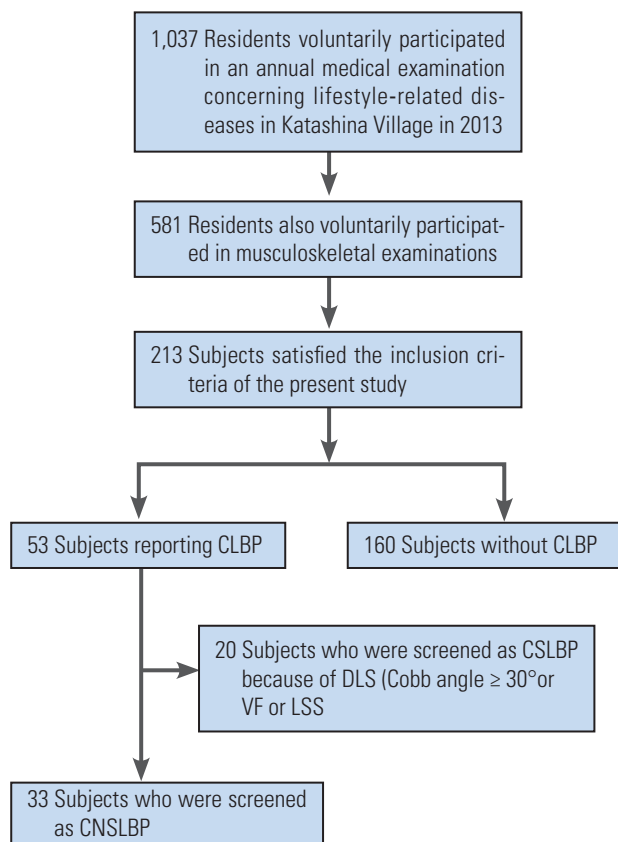 1,037 Residents voluntarily participated
in an annual medical examination
concerning lifestyle-related dis-
eases in Katashina Village in 2013
581 Residents also voluntarily participat-
ed in musculoskeletal examinations
213 Subjects satisfied the inclusion cri-
teria of the present study
53 Subjects reporting CLBP
160 Subjects without CLBP
20 Subjects who were screened as CSLBP
because of DLS (Cobb angle ≥ 30°or
VF or LSS
33 Subjects who were screened
as CNSLBP